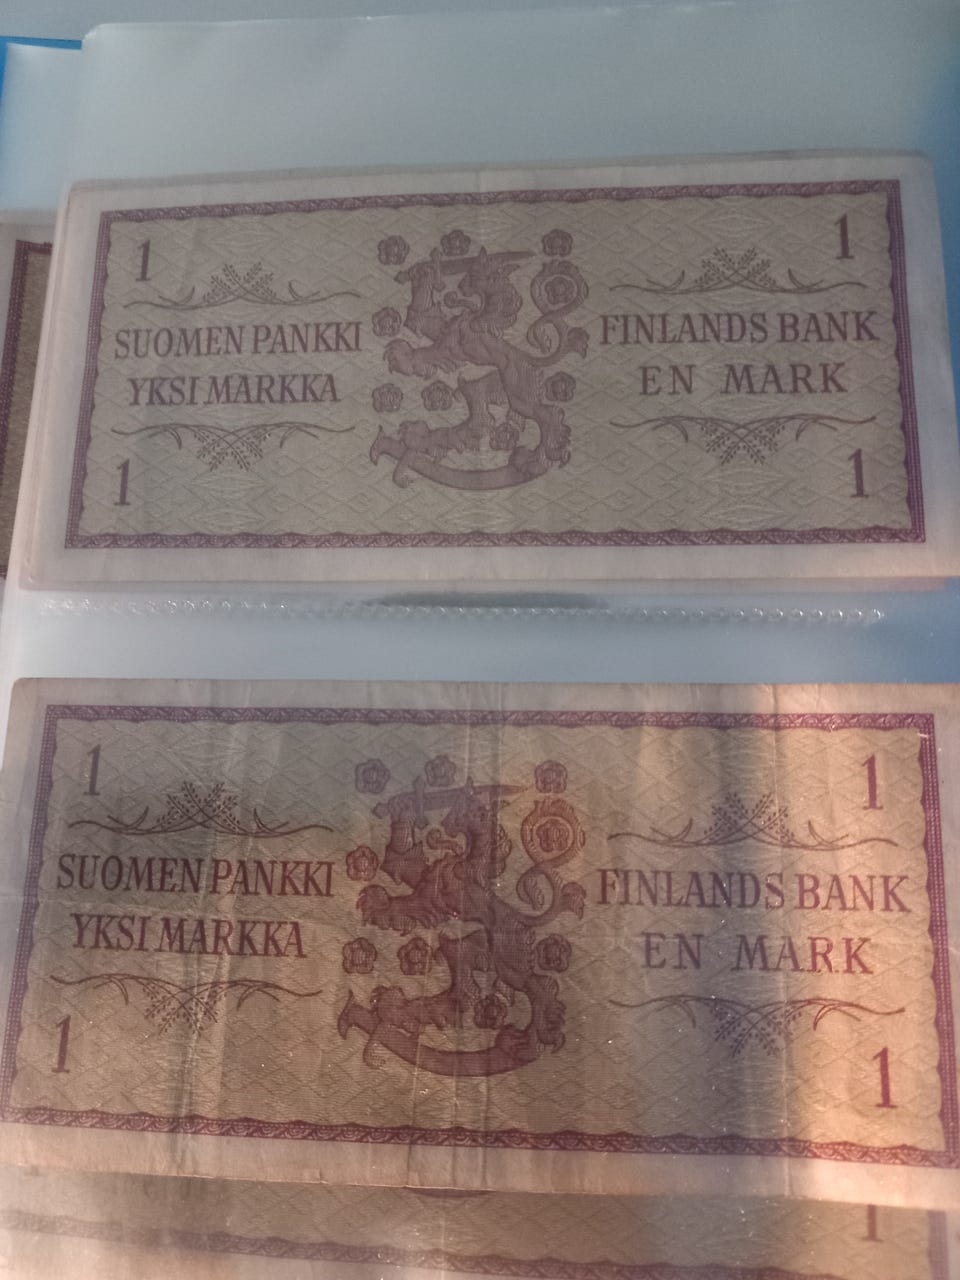 1 1
SUOMEN PANKKI FINLANDS BANK
YKSI MARKKA EN MARK
1 1
1 1
SUOMEN PANKKI FINLANDS BANK
YKSI MARKKA EN MARK
1 1
1